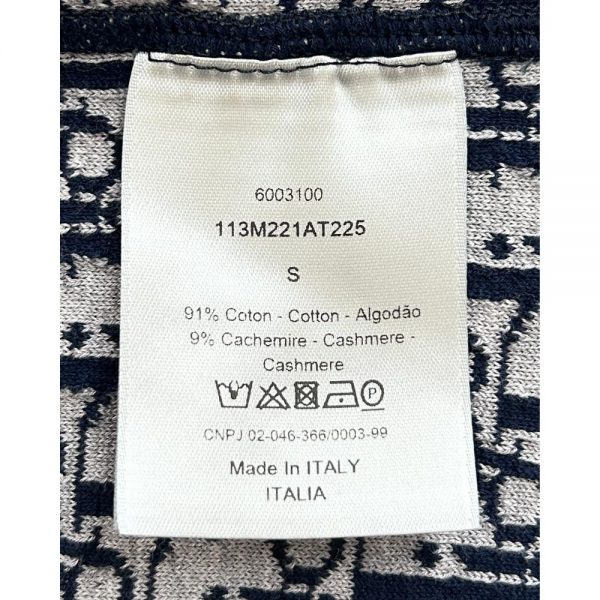 6003100
113M221AT225
S
91% Coton - Cotton - Algodão
9% Cachemire - Cashmere -
Cashmere
P
CNPJ 02-046-366/0003-99
Made In ITALY
ITALIA